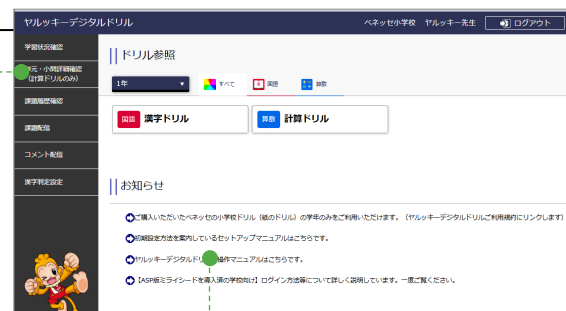 ヤルッキーデジタルドリル
ベネッセ小学校 ヤルッキー先生 ログアウト
学習状況確認
単元・小問詳細確認
(計算ドリルのみ)
課題履歴確認
課題配信
コメント配信
漢字判定設定
ドリル参照
1年 すべて 国語 算数
国語 漢字ドリル 算数 計算ドリル
お知らせ
ご購入いただいたベネッセの小学校ドリル(紙のドリル)の学年のみをご利用いただけます。(ヤルッキーデジタルドリルご利用規約にリンクします)
初期設定方法を案内しているセットアップマニュアルはこちらです。
ヤルッキーデジタルドリル操作マニュアルはこちらです。
【ASP版ミライシードを導入済の学校向け】ログイン方法等について詳しく説明しています。一度ご覧ください。